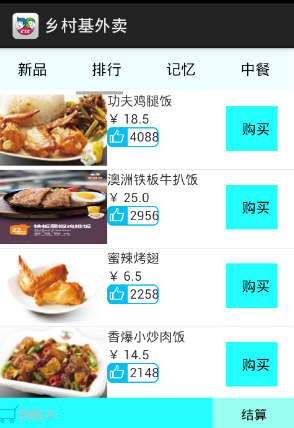 乡村基外卖
新品 排行 记忆 中餐
功夫鸡腿饭
¥ 18.5
4088
购买
澳洲铁板牛扒饭
¥ 25.0
2956
购买
蜜辣烤翅
¥ 6.5
2258
购买
香爆小炒肉饭
¥ 14.5
2148
购买
结算